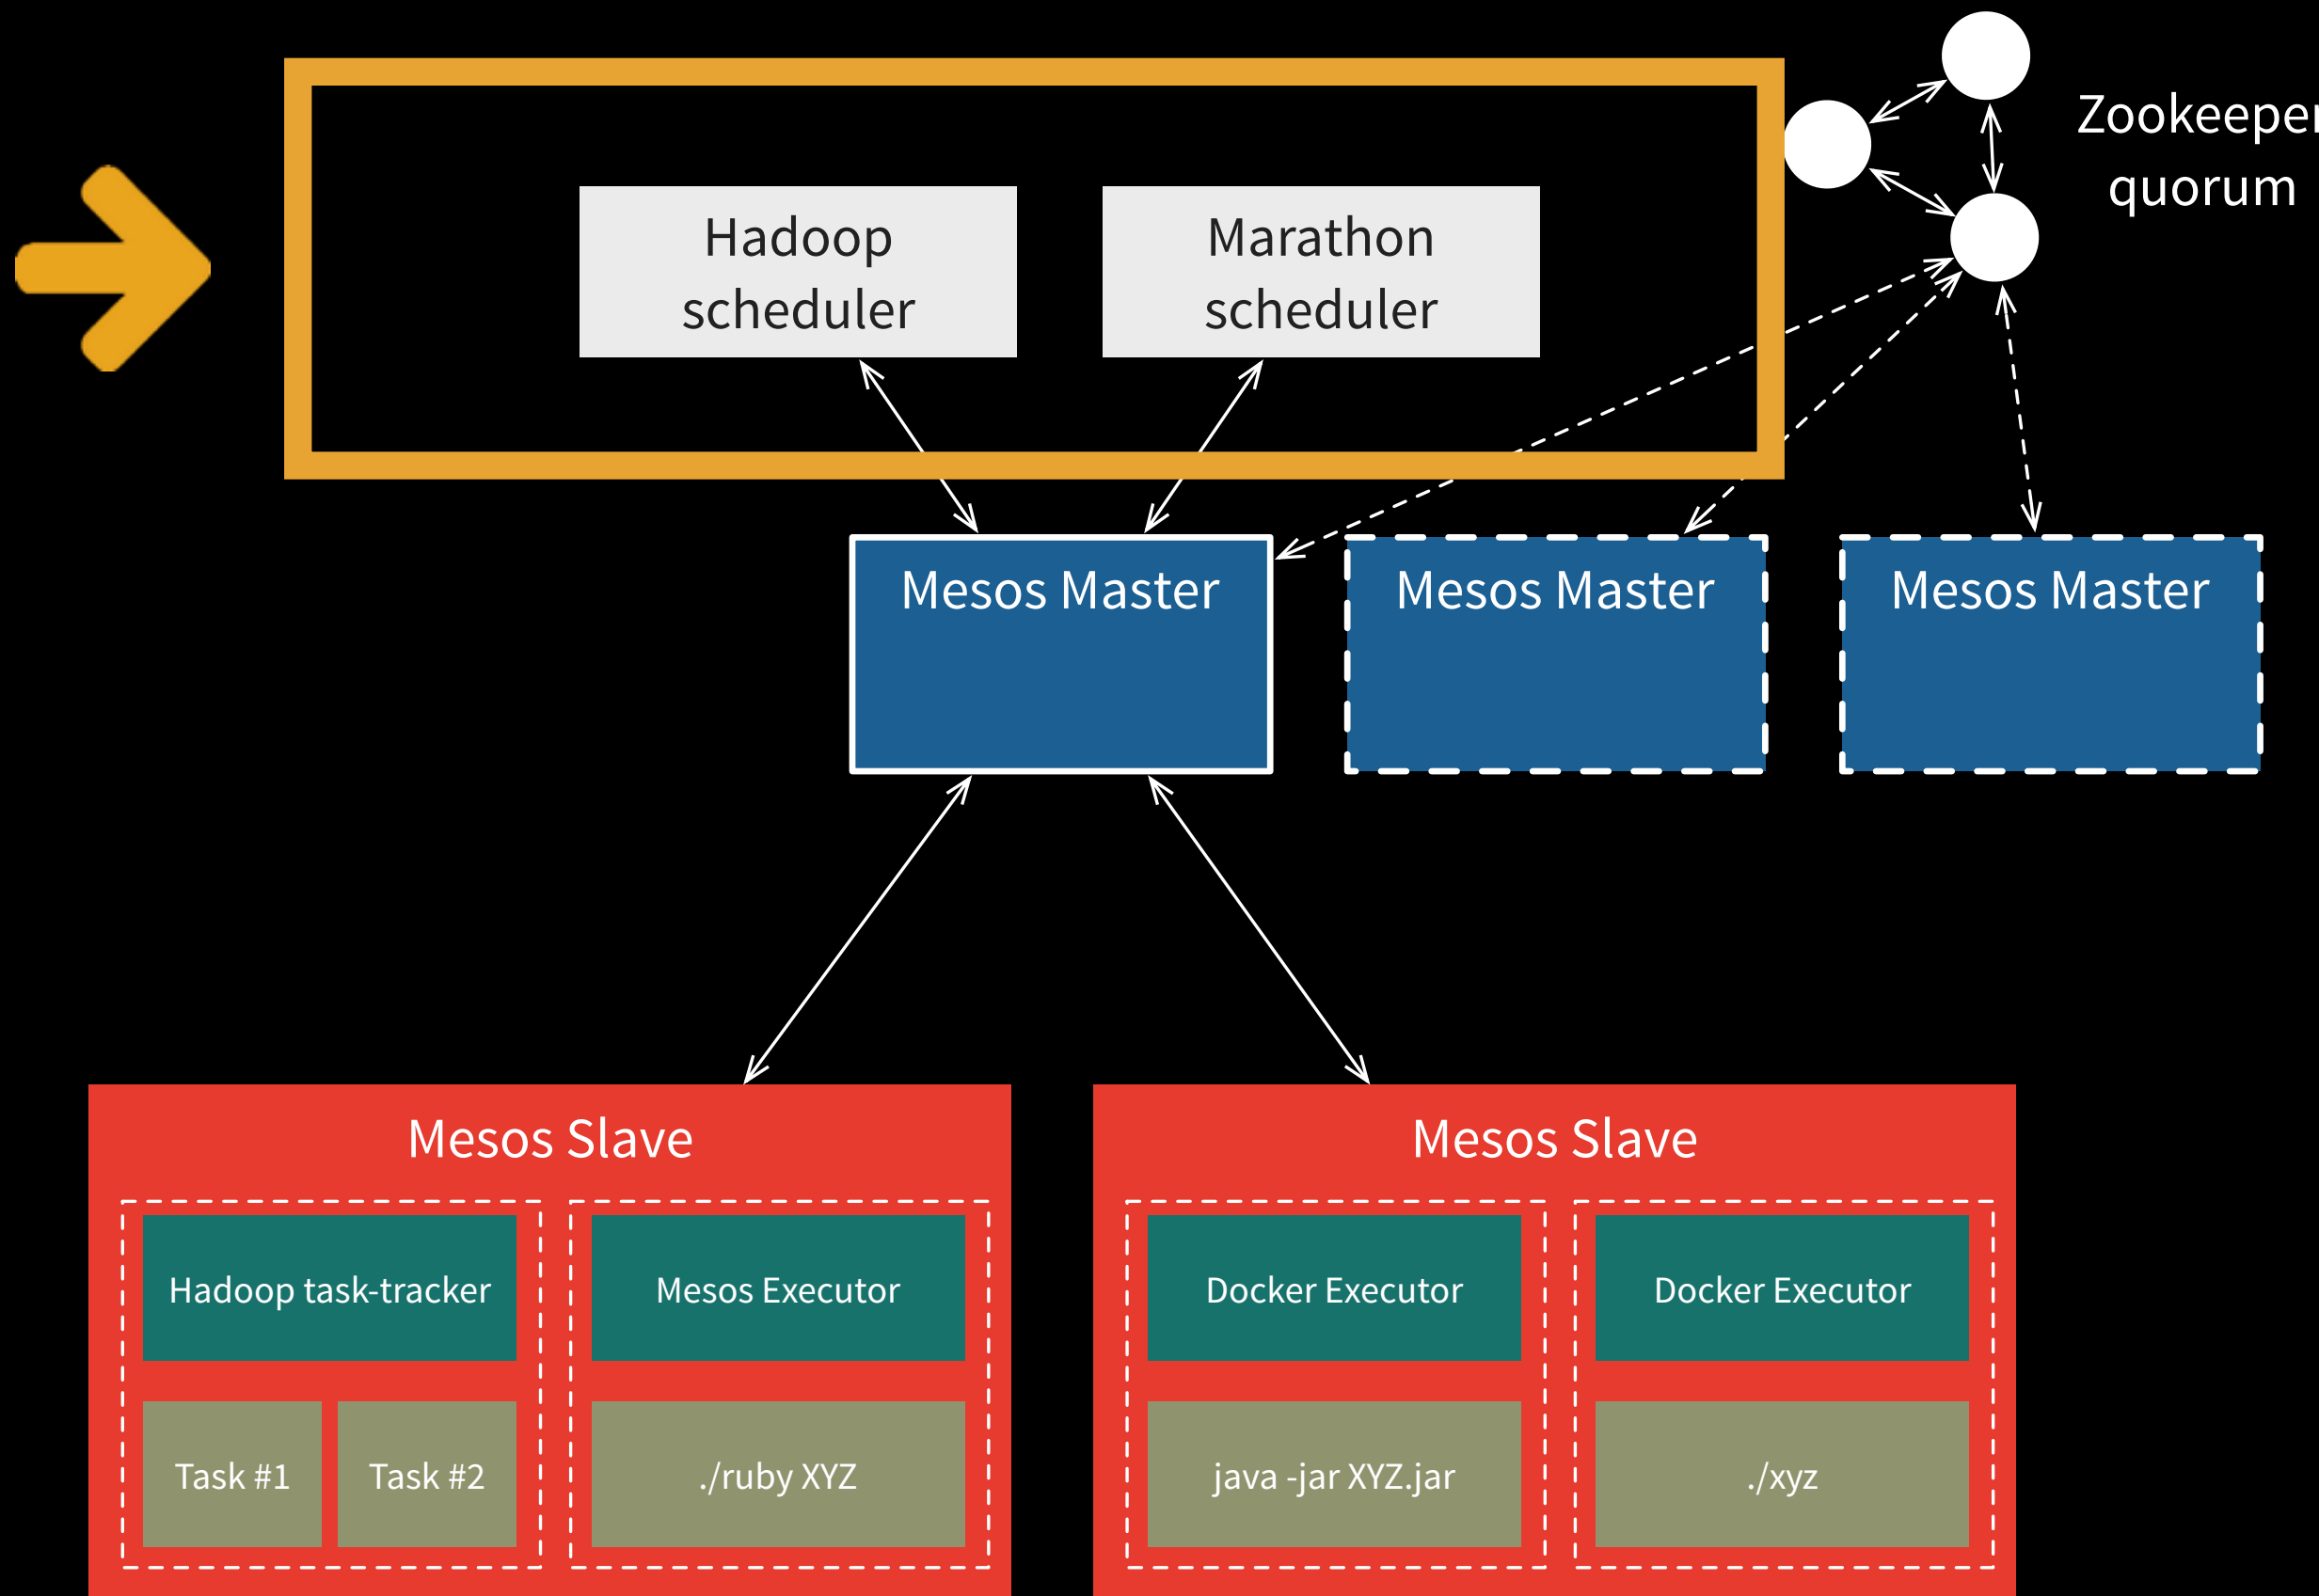 Zookeeper
quorum
Hadoop
scheduler
Marathon
scheduler
Mesos Master
Mesos Master
Mesos Master
Mesos Slave
Mesos Slave
Hadoop task-tracker
Mesos Executor
Docker Executor
Docker Executor
Task #1
Task #2
./ruby XYZ
java -jar XYZ.jar
./xyz